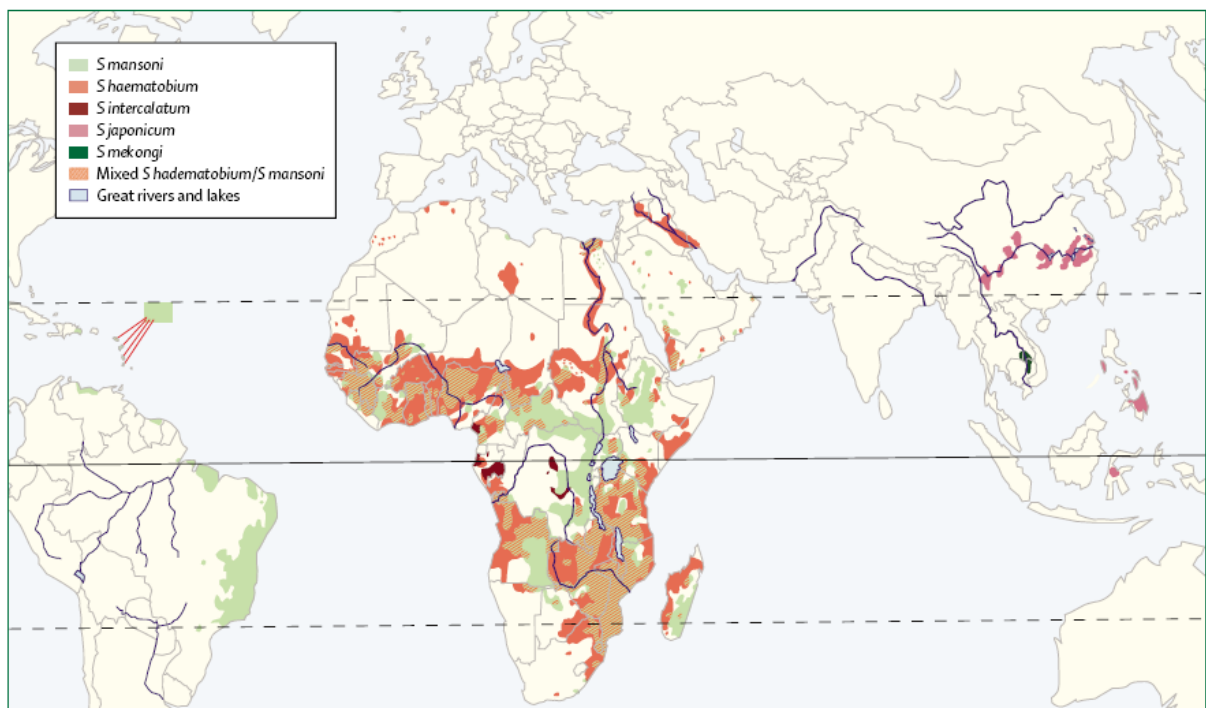 S mansoni
S haematobium
S intercalatum
S japonicum
S mekongi
Mixed S hadematobium/S mansoni
Great rivers and lakes